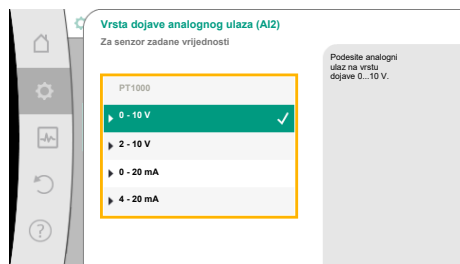 Vrsta dojave analognog ulaza (AI2)
Za senzor zadane vrijednosti
Podesite analogni
ulaz na vrstu
dojave 0...10 V.
PT1000
0 - 10 V
2 - 10 V
0 - 20 mA
4 - 20 mA